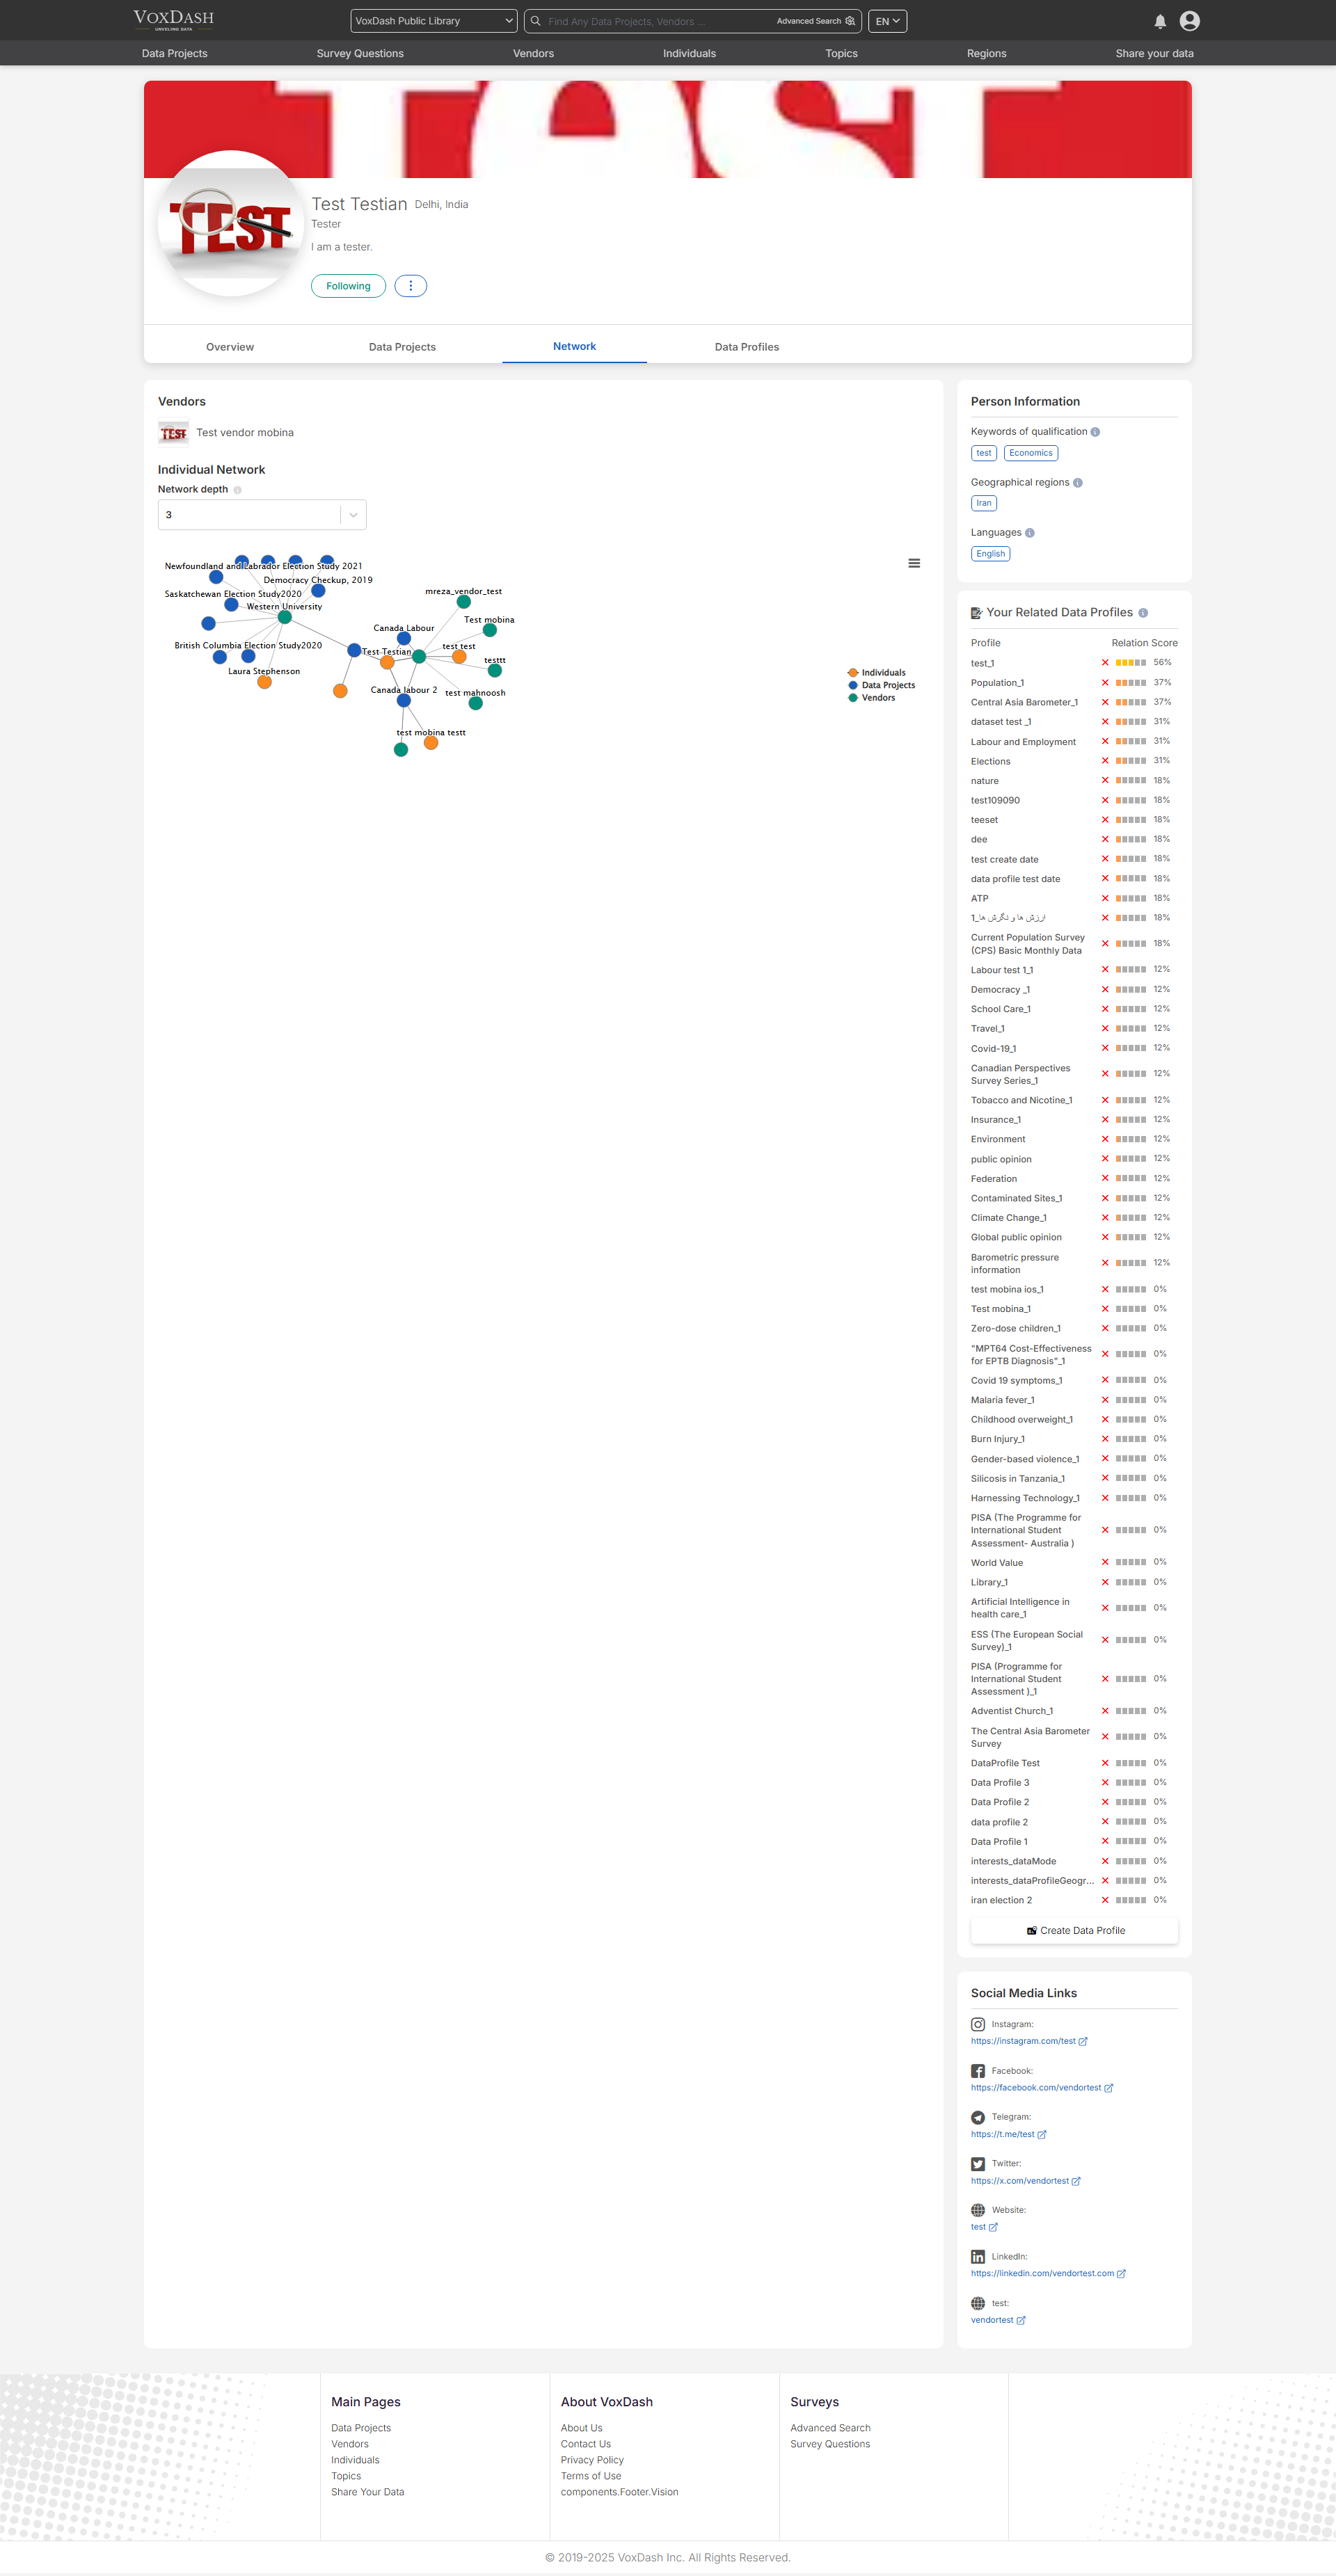 VOXDASH
UNVEILING DATA
VoxDash Public Library
Find Any Data Projects, Vendors ...
Advanced Search
EN
Data Projects
Survey Questions
Vendors
Individuals
Topics
Regions
Share your data
TEST
TEST
Test Testian
Delhi, India
Tester
I am a tester.
Following
Overview
Data Projects
Network
Data Profiles
Vendors
TEST
Test vendor mobina
Individual Network
Network depth
3
Newfoundland and Labrador Election Study 2021
Democracy Checkup, 2019
Saskatchewan Election Study2020
Western University
British Columbia Election Study2020
Laura Stephenson
mreza_vendor_test
Test mobina
Canada Labour
test test
Test Testian
testtt
Canada labour 2
test mahnoosh
test mobina testt
Individuals
Data Projects
Vendors
Person Information
Keywords of qualification
test
Economics
Geographical regions
Iran
Languages
English
Your Related Data Profiles
Profile
Relation Score
test_1
56%
Population_1
37%
Central Asia Barometer_1
37%
dataset test _1
31%
Labour and Employment
31%
Elections
31%
nature
18%
test109090
18%
teeset
18%
dee
18%
test create date
18%
data profile test date
18%
ATP
18%
ارزش ها و نگرش ها_1
18%
Current Population Survey
(CPS) Basic Monthly Data
18%
Labour test 1_1
12%
Democracy _1
12%
School Care_1
12%
Travel_1
12%
Covid-19_1
12%
Canadian Perspectives
Survey Series_1
12%
Tobacco and Nicotine_1
12%
Insurance_1
12%
Environment
12%
public opinion
12%
Federation
12%
Contaminated Sites_1
12%
Climate Change_1
12%
Global public opinion
12%
Barometric pressure
information
12%
test mobina ios_1
0%
Test mobina_1
0%
Zero-dose children_1
0%
"MPT64 Cost-Effectiveness
for EPTB Diagnosis"_1
0%
Covid 19 symptoms_1
0%
Malaria fever_1
0%
Childhood overweight_1
0%
Burn Injury_1
0%
Gender-based violence_1
0%
Silicosis in Tanzania_1
0%
Harnessing Technology_1
0%
PISA (The Programme for
International Student
Assessment- Australia )
0%
World Value
0%
Library_1
0%
Artificial Intelligence in
health care_1
0%
ESS (The European Social
Survey)_1
0%
PISA (Programme for
International Student
Assessment )_1
0%
Adventist Church_1
0%
The Central Asia Barometer
Survey
0%
DataProfile Test
0%
Data Profile 3
0%
Data Profile 2
0%
data profile 2
0%
Data Profile 1
0%
interests_dataMode
0%
interests_dataProfileGeogr...
0%
iran election 2
0%
Create Data Profile
Social Media Links
Instagram:
https://instagram.com/test
Facebook:
https://facebook.com/vendortest
Telegram:
https://t.me/test
Twitter:
https://x.com/vendortest
Website:
test
LinkedIn:
https://linkedin.com/vendortest.com
test:
vendortest
Main Pages
Data Projects
Vendors
Individuals
Topics
Share Your Data
About VoxDash
About Us
Contact Us
Privacy Policy
Terms of Use
components.Footer.Vision
Surveys
Advanced Search
Survey Questions
© 2019-2025 VoxDash Inc. All Rights Reserved.